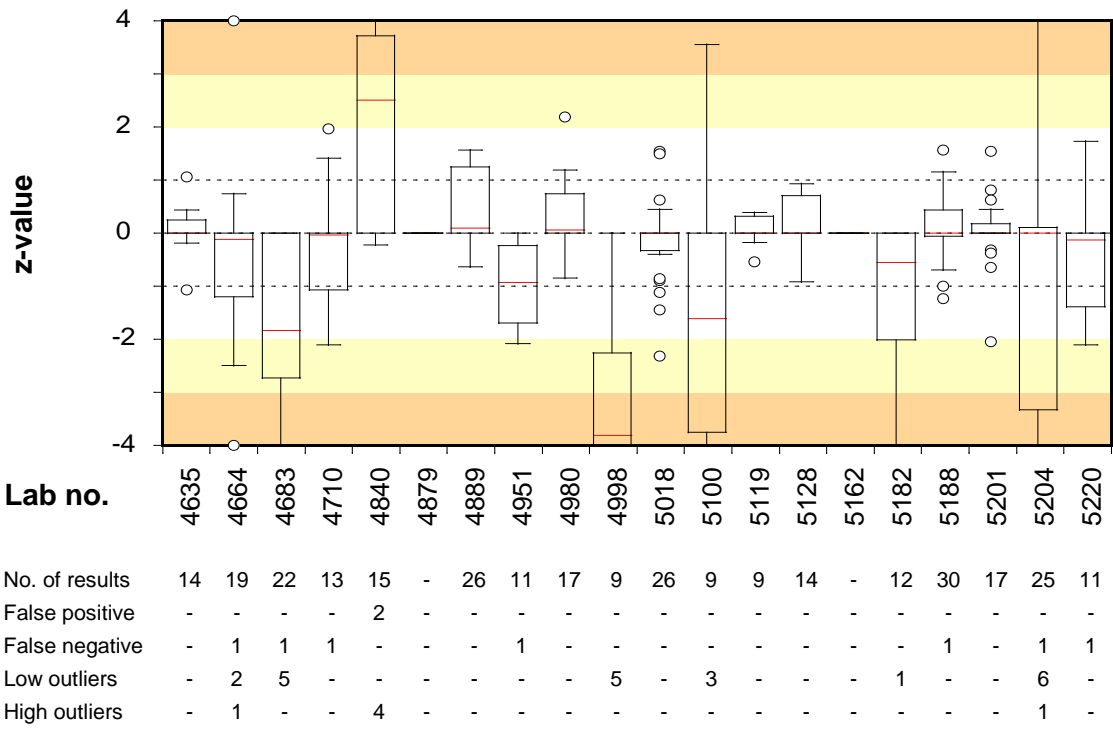 4
2
0
-2
-4
z-value
Lab no. 4635 4664 4683 4710 4840 4879 4889 4951 4980 4998 5018 5100 5119 5128 5162 5182 5188 5201 5204 5220
No. of results 14 19 22 13 15 - 26 11 17 9 26 9 9 14 - 12 30 17 25 11
False positive - - - - 2 - - - - - - - - - - - - - - -
False negative - 1 1 1 - - - 1 - - - - - - - - 1 - 1 1
Low outliers - 2 5 - - - - - - 5 - 3 - - - 1 - - 6 -
High outliers - 1 - - 4 - - - - - - - - - - - - - 1 -